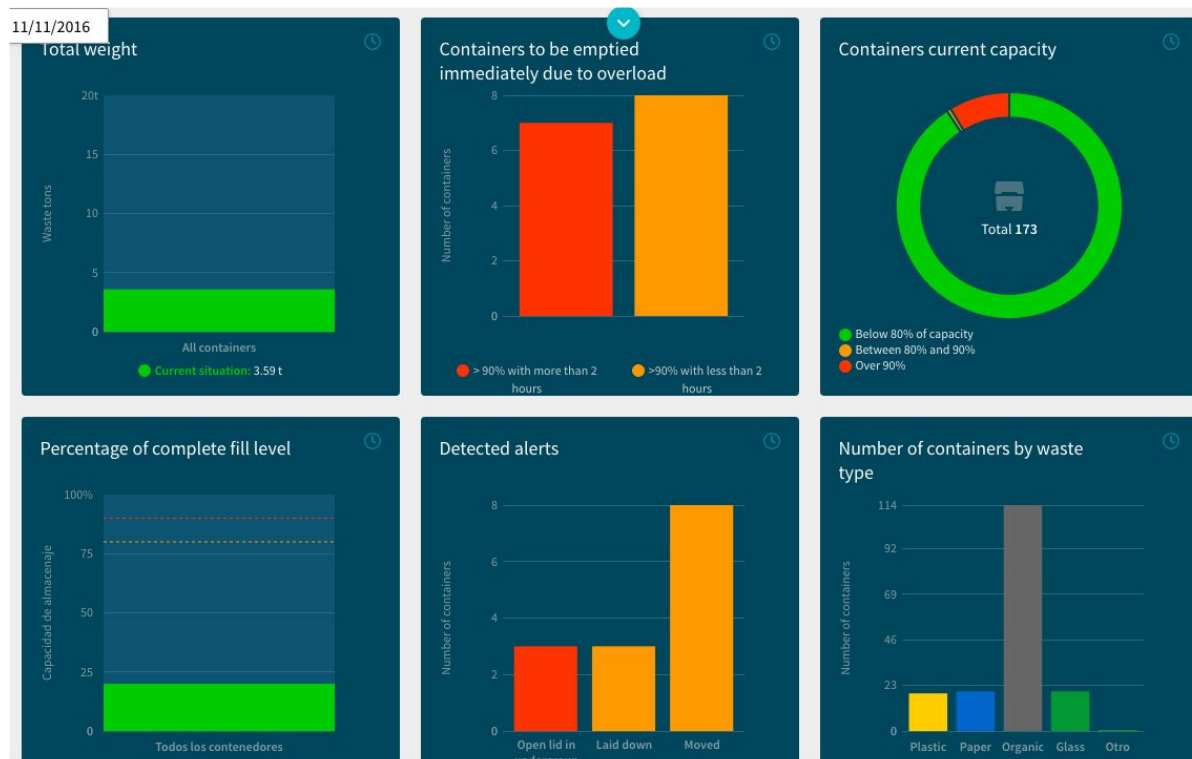 11/11/2016
Total weight
20t
15
10
5
0
Waste tons
All containers
Current situation: 3.59 t
Containers to be emptied
immediately due to overload
8
6
4
2
0
Number of containers
> 90% with more than 2
hours
>90% with less than 2
hours
Containers current capacity
Total 173
Below 80% of capacity
Between 80% and 90%
Over 90%
Percentage of complete fill level
100%
75
50
25
0
Capacidad de almacenaje
Todos los contenedores
Detected alerts
8
6
4
2
0
Number of containers
Open lid in
Laid down
Moved
Number of containers by waste
type
114
92
69
46
23
0
Number of containers
Plastic
Paper
Organic
Glass
Otro